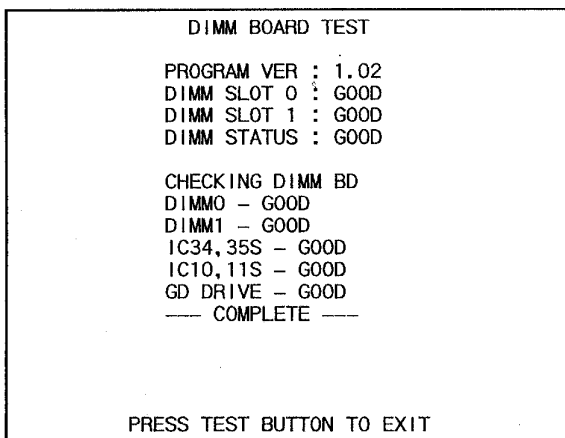 DIMM BOARD TEST
PROGRAM VER : 1.02
DIMM SLOT 0 : GOOD
DIMM SLOT 1 : GOOD
DIMM STATUS : GOOD
CHECKING DIMM BD
DIMM0 – GOOD
DIMM1 – GOOD
IC34,35S – GOOD
IC10,11S – GOOD
GD DRIVE – GOOD
––– COMPLETE –––
PRESS TEST BUTTON TO EXIT